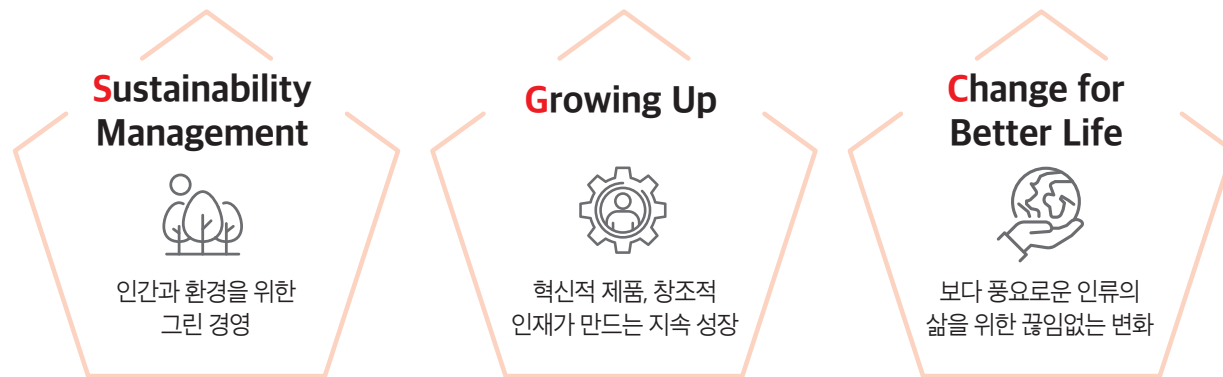 Sustainability
Management
인간과 환경을 위한
그린 경영
Growing Up
혁신적 제품, 창조적
인재가 만드는 지속 성장
Change for
Better Life
보다 풍요로운 인류의
삶을 위한 끊임없는 변화